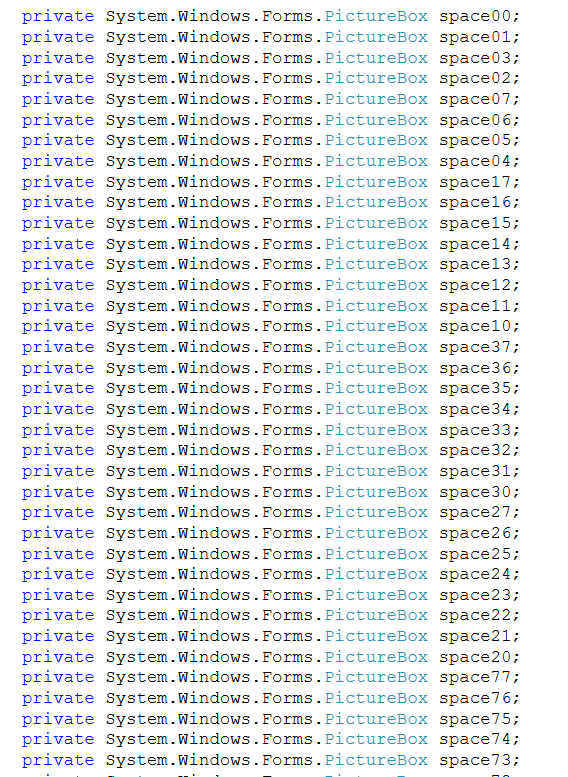 private System.Windows.Forms.PictureBox space00;
private System.Windows.Forms.PictureBox space01;
private System.Windows.Forms.PictureBox space03;
private System.Windows.Forms.PictureBox space02;
private System.Windows.Forms.PictureBox space07;
private System.Windows.Forms.PictureBox space06;
private System.Windows.Forms.PictureBox space05;
private System.Windows.Forms.PictureBox space04;
private System.Windows.Forms.PictureBox space17;
private System.Windows.Forms.PictureBox space16;
private System.Windows.Forms.PictureBox space15;
private System.Windows.Forms.PictureBox space14;
private System.Windows.Forms.PictureBox space13;
private System.Windows.Forms.PictureBox space12;
private System.Windows.Forms.PictureBox space11;
private System.Windows.Forms.PictureBox space10;
private System.Windows.Forms.PictureBox space37;
private System.Windows.Forms.PictureBox space36;
private System.Windows.Forms.PictureBox space35;
private System.Windows.Forms.PictureBox space34;
private System.Windows.Forms.PictureBox space33;
private System.Windows.Forms.PictureBox space32;
private System.Windows.Forms.PictureBox space31;
private System.Windows.Forms.PictureBox space30;
private System.Windows.Forms.PictureBox space27;
private System.Windows.Forms.PictureBox space26;
private System.Windows.Forms.PictureBox space25;
private System.Windows.Forms.PictureBox space24;
private System.Windows.Forms.PictureBox space23;
private System.Windows.Forms.PictureBox space22;
private System.Windows.Forms.PictureBox space21;
private System.Windows.Forms.PictureBox space20;
private System.Windows.Forms.PictureBox space77;
private System.Windows.Forms.PictureBox space76;
private System.Windows.Forms.PictureBox space75;
private System.Windows.Forms.PictureBox space74;
private System.Windows.Forms.PictureBox space73;